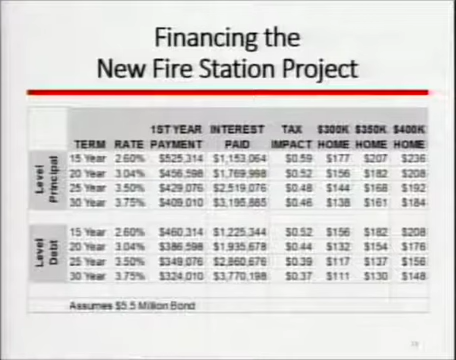 Financing the
New Fire Station Project
1ST YEAR INTEREST TAX $300K $350K $400K
TERM RATE PAYMENT PAID IMPACT HOME HOME HOME
Level Principal
15 Year 2.60% $525,314 $1,153,064 $0.59 $177 $207 $236
20 Year 3.04% $456,598 $1,769,998 $0.52 $156 $182 $208
25 Year 3.50% $429,076 $2,519,076 $0.48 $144 $168 $192
30 Year 3.75% $409,010 $3,195,885 $0.46 $138 $161 $184
Level Debt
15 Year 2.60% $460,314 $1,225,344 $0.52 $156 $182 $208
20 Year 3.04% $386,598 $1,935,678 $0.44 $132 $154 $176
25 Year 3.50% $349,076 $2,860,676 $0.39 $117 $137 $156
30 Year 3.75% $324,010 $3,770,198 $0.37 $111 $130 $148
Assumes $5.5 Million Bond